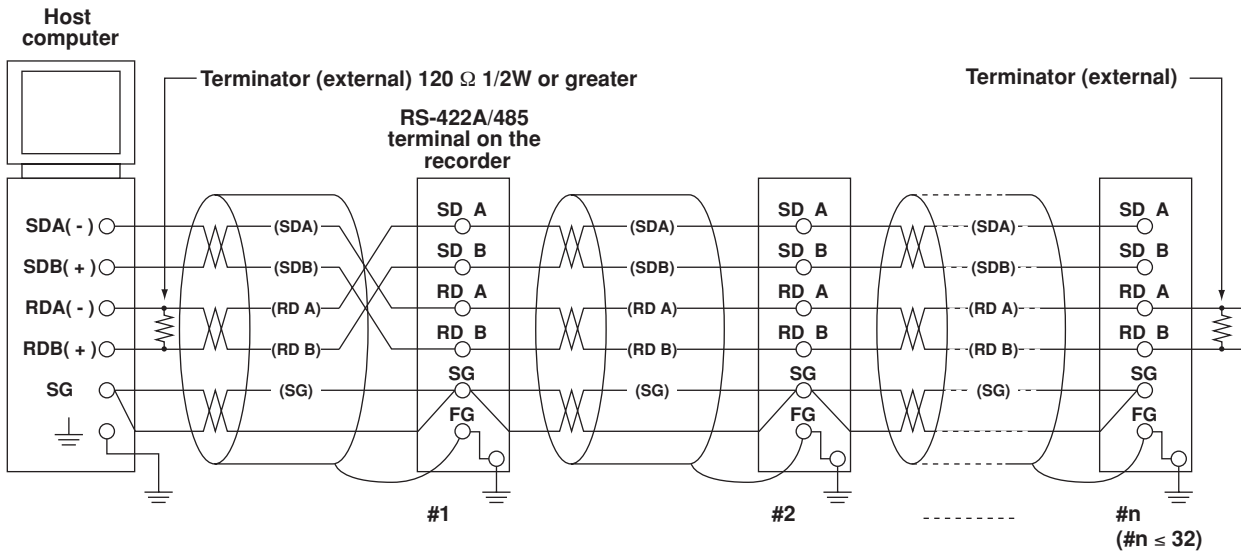 Host
computer
Terminator (external) 120 Ω 1/2W or greater
Terminator (external)
RS-422A/485
terminal on the
recorder
SDA( - )
(SDA)
SD A
(SDA)
SD A
(SDA)
SD A
SDB( + )
(SDB)
SD B
(SDB)
SD B
(SDB)
SD B
RDA( - )
(RD A)
RD A
(RD A)
RD A
(RD A)
RD A
RDB( + )
(RD B)
RD B
(RD B)
RD B
(RD B)
RD B
SG
(SG)
SG
(SG)
SG
(SG)
SG
FG
FG
FG
#1
#2
#n
(#n ≤ 32)